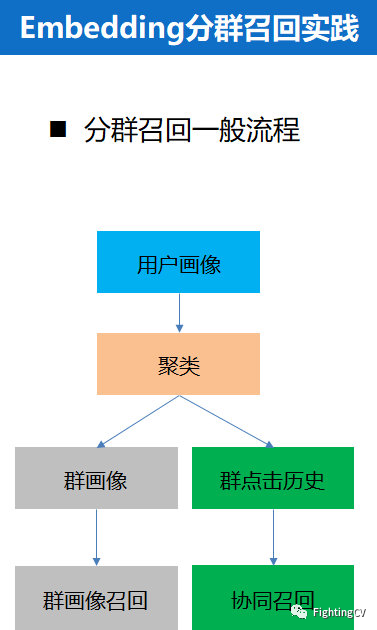 Embedding分群召回实践
■ 分群召回一般流程
用户画像
聚类
群画像
群点击历史
群画像召回
协同召回
FightingCV